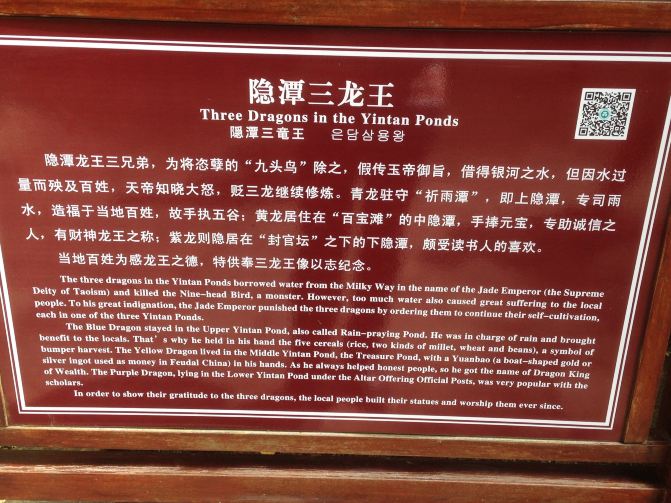 隐潭三龙王
Three Dragons in the Yintan Ponds
隠潭三竜王 은담삼용왕
隐潭龙王三兄弟，为将恣孽的“九头鸟”除之，假传玉帝御旨，借得银河之水，但因水过
量而殃及百姓，天帝知晓大怒，贬三龙继续修炼。青龙驻守“祈雨潭”，即上隐潭，专司雨
水，造福于当地百姓，故手执五谷；黄龙居住在“百宝滩”的中隐潭，手捧元宝，专助诚信之
人，有财神龙王之称；紫龙则隐居在“封官坛”之下的下隐潭，颇受读书人的喜欢。
当地百姓为感龙王之德，特供奉三龙王像以志纪念。
The three dragons in the Yintan Ponds borrowed water from the Milky Way in the name of the Jade Emperor (the Supreme
Deity of Taoism) and killed the Nine-head Bird, a monster. However, too much water also caused great suffering to the local
people. To his great indignation, the Jade Emperor punished the three dragons by ordering them to continue their self-cultivation,
each in one of the three Yintan Ponds.
The Blue Dragon stayed in the Upper Yintan Pond, also called Rain-praying Pond. He was in charge of rain and brought
benefit to the locals. That's why he held in his hand the five cereals (rice, two kinds of millet, wheat and beans), a symbol of
bumper harvest. The Yellow Dragon lived in the Middle Yintan Pond, the Treasure Pond, with a Yuanbao (a boat-shaped gold or
silver ingot used as money in Feudal China) in his hands. As he always helped honest people, so he got the name of Dragon King
of Wealth. The Purple Dragon, lying in the Lower Yintan Pond under the Altar Offering Official Posts, was very popular with the
scholars.
In order to show their gratitude to the three dragons, the local people built their statues and worship them ever since.